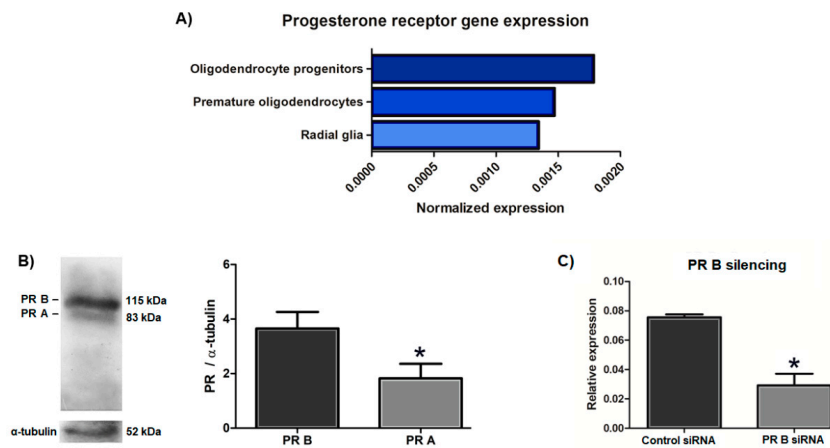 A)
Progesterone receptor gene expression
Oligodendrocyte progenitors
Premature oligodendrocytes
Radial glia
0.0000 0.0005 0.0010 0.0015 0.0020
Normalized expression
B)
PR B – 115 kDa
PR A – 83 kDa
α-tubulin 52 kDa
PR / α-tubulin
6
4
2
0
*
PR B PR A
C)
PR B silencing
Relative expression
0.10
0.08
0.06
0.04
0.02
0.00
*
Control siRNA PR B siRNA